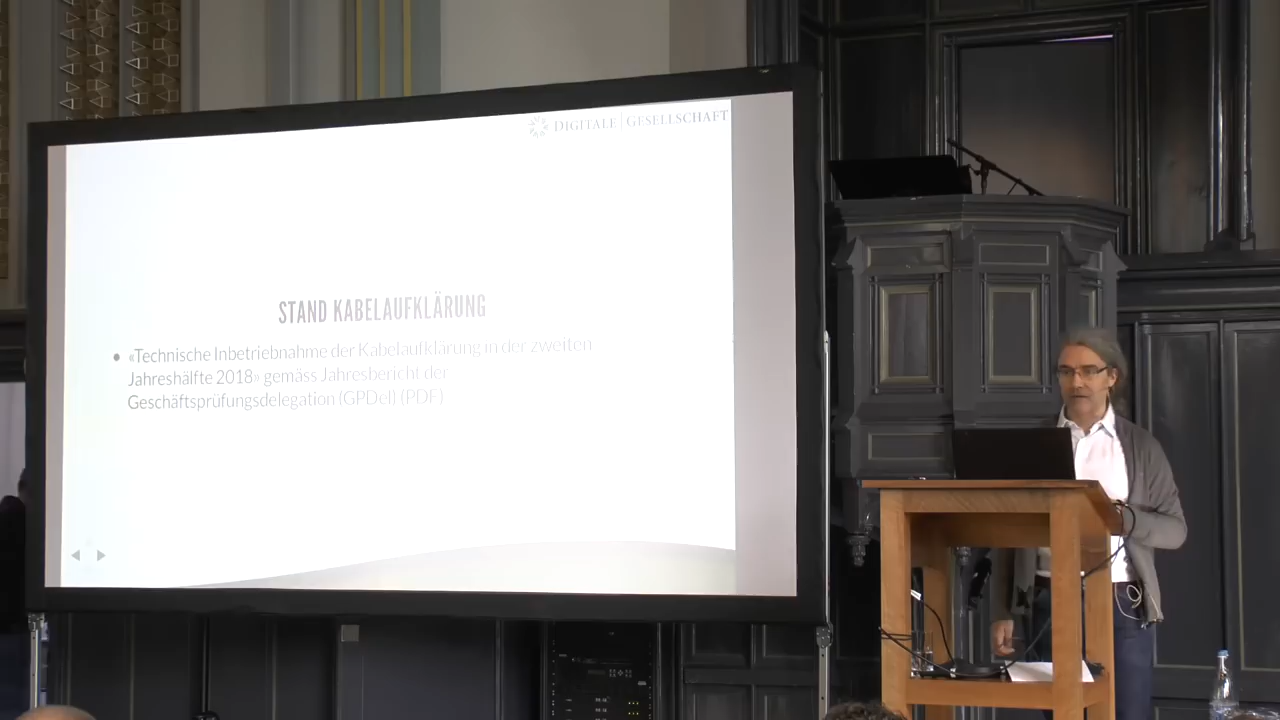 DIGITALE | GESELLSCHAFT
STAND KABELAUFKLÄRUNG
«Technische Inbetriebnahme der Kabelaufklärung in der zweiten
Jahreshälfte 2018» gemäss Jahresbericht der
Geschäftsprüfungsdelegation (GPDel) (PDF)